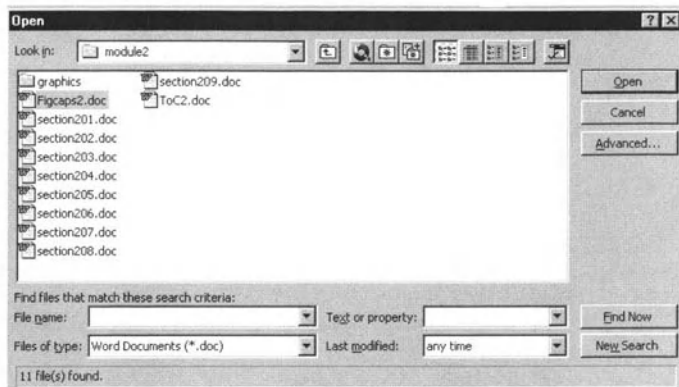 Open
Look in: module2
graphics section209.doc
Figcaps2.doc ToC2.doc
section201.doc
section202.doc
section203.doc
section204.doc
section205.doc
section206.doc
section207.doc
section208.doc
Open
Cancel
Advanced...
Find files that match these search criteria:
File name: Text or property: Find Now
Files of type: Word Documents (*.doc) Last modified: any time New Search
11 file(s) found.